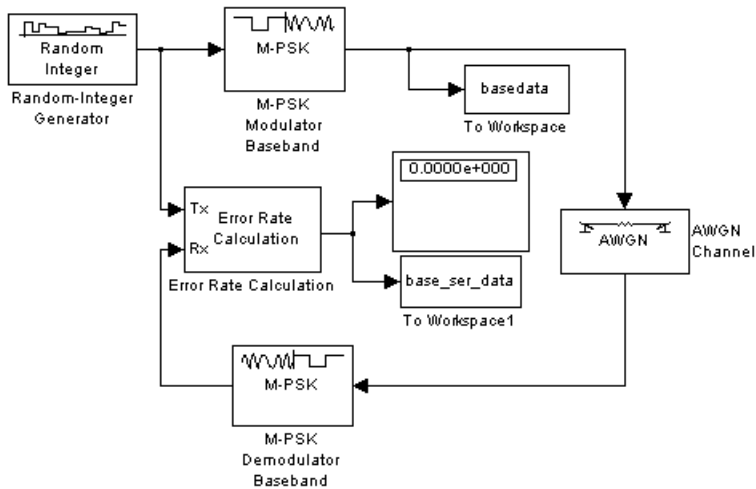 Random
Integer
Random-Integer
Generator
M-PSK
M-PSK
Modulator
Baseband
basedata
To Workspace
Tx
Rx
Error Rate
Calculation
Error Rate Calculation
0.0000e+000
base_ser_data
To Workspace1
AWGN
AWGN
Channel
M-PSK
M-PSK
Demodulator
Baseband